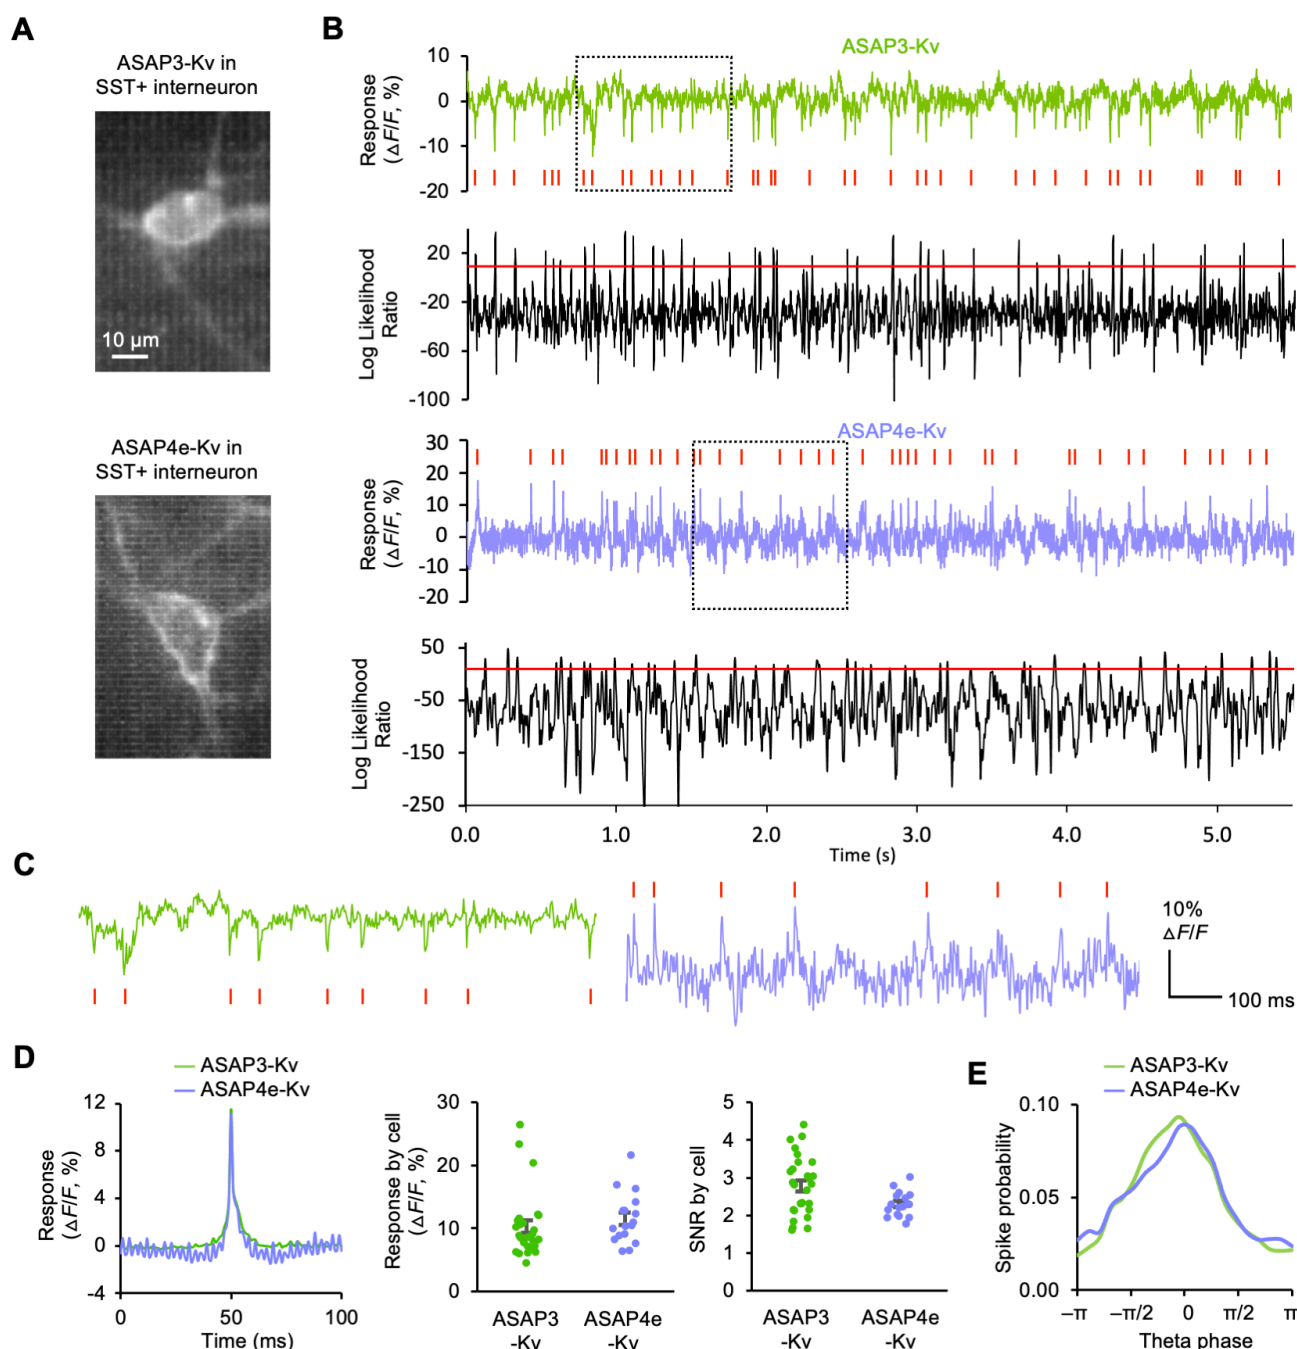 A
ASAP3-Kv in
SST+ interneuron
10 µm
ASAP4e-Kv in
SST+ interneuron
B
ASAP3-Kv
Response
(ΔF/F, %)
10
0
-10
-20
Log Likelihood
Ratio
20
-20
-60
-100
ASAP4e-Kv
Response
(ΔF/F, %)
30
20
10
0
-10
-20
Log Likelihood
Ratio
50
-50
-150
-250
0.0 1.0 2.0 3.0 4.0 5.0
Time (s)
C
10%
ΔF/F
100 ms
D
ASAP3-Kv
ASAP4e-Kv
Response
(ΔF/F, %)
12
8
4
0
-4
0 50 100
Time (ms)
Response by cell
(ΔF/F, %)
30
20
10
0
ASAP3
-Kv
ASAP4e
-Kv
SNR by cell
5
4
3
2
1
0
ASAP3
-Kv
ASAP4e
-Kv
E
ASAP3-Kv
ASAP4e-Kv
Spike probability
0.10
0.05
0.00
–π –π/2 0 π/2 π
Theta phase